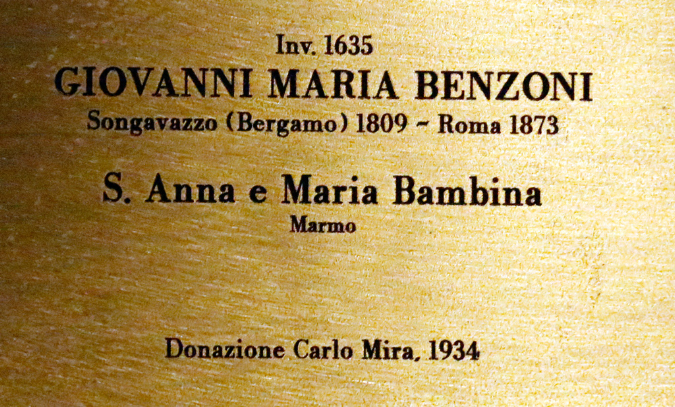 Inv. 1635
GIOVANNI MARIA BENZONI
Songavazzo (Bergamo) 1809 ~ Roma 1873
S. Anna e Maria Bambina
Marmo
Donazione Carlo Mira, 1934